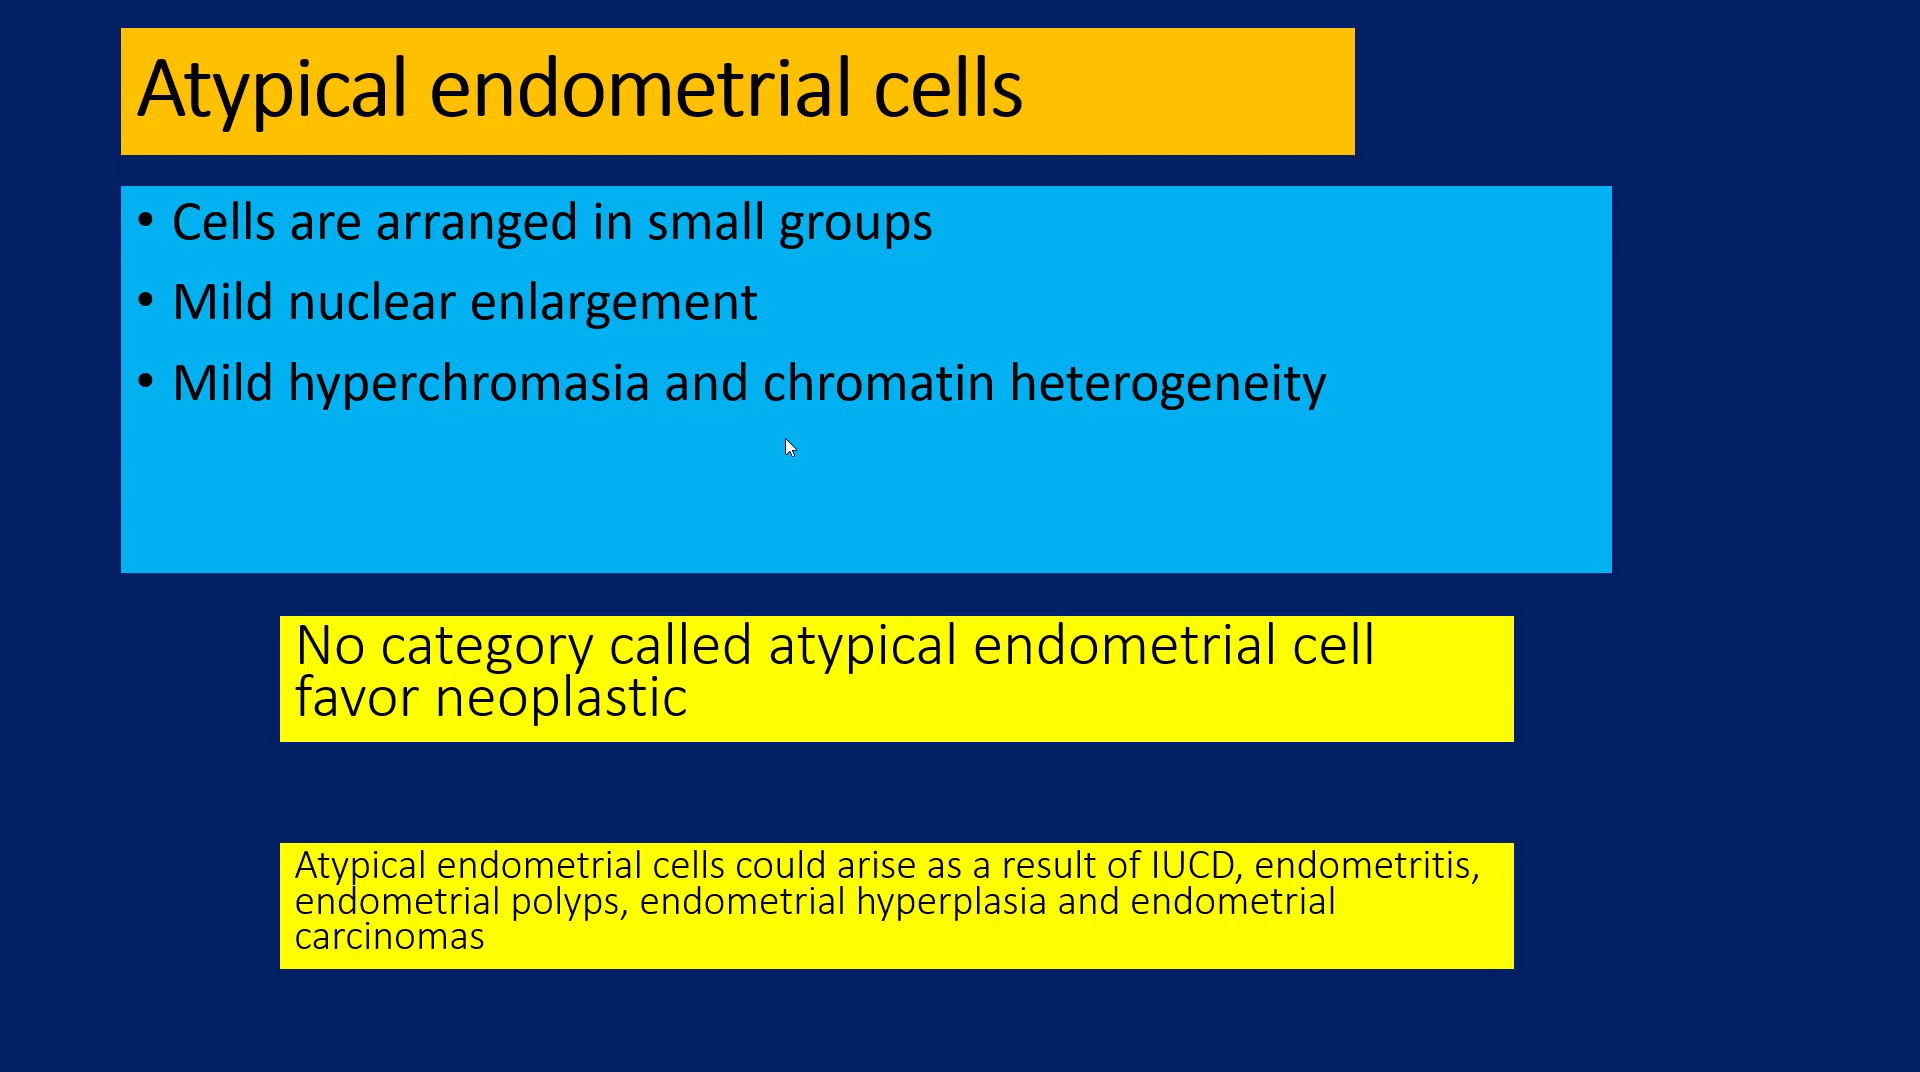 Atypical endometrial cells
• Cells are arranged in small groups
• Mild nuclear enlargement
• Mild hyperchromasia and chromatin heterogeneity
No category called atypical endometrial cell
favor neoplastic
Atypical endometrial cells could arise as a result of IUCD, endometritis,
endometrial polyps, endometrial hyperplasia and endometrial
carcinomas